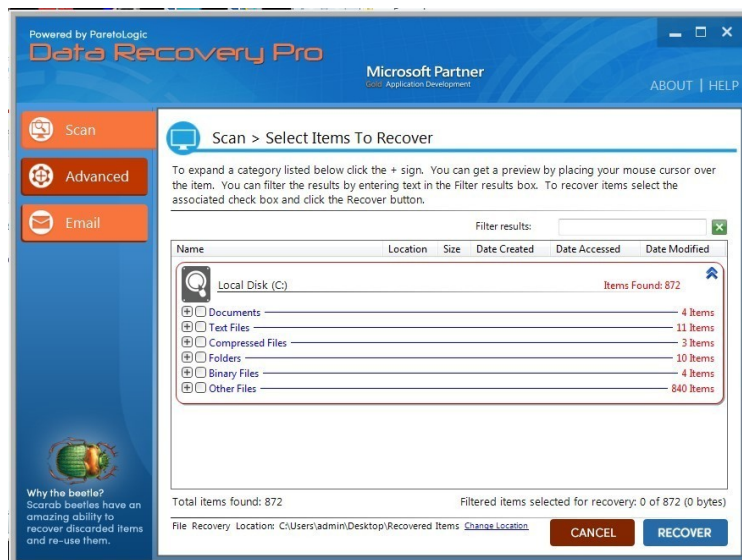 Powered by ParetoLogic
Data Recovery Pro
Microsoft Partner
Gold Application Development
ABOUT | HELP
Scan
Advanced
Email
Scan > Select Items To Recover
To expand a category listed below click the + sign. You can get a preview by placing your mouse cursor over
the item. You can filter the results by entering text in the Filter results box. To recover items select the
associated check box and click the Recover button.
Filter results:
Name Location Size Date Created Date Accessed Date Modified
Local Disk (C:) Items Found: 872
Documents 4 Items
Text Files 11 Items
Compressed Files 3 Items
Folders 10 Items
Binary Files 4 Items
Other Files 840 Items
Why the beetle?
Scarab beetles have an
amazing ability to
recover discarded items
and re-use them.
Total items found: 872 Filtered items selected for recovery: 0 of 872 (0 bytes)
File Recovery Location: C:\Users\admin\Desktop\Recovered Items Change Location
CANCEL RECOVER